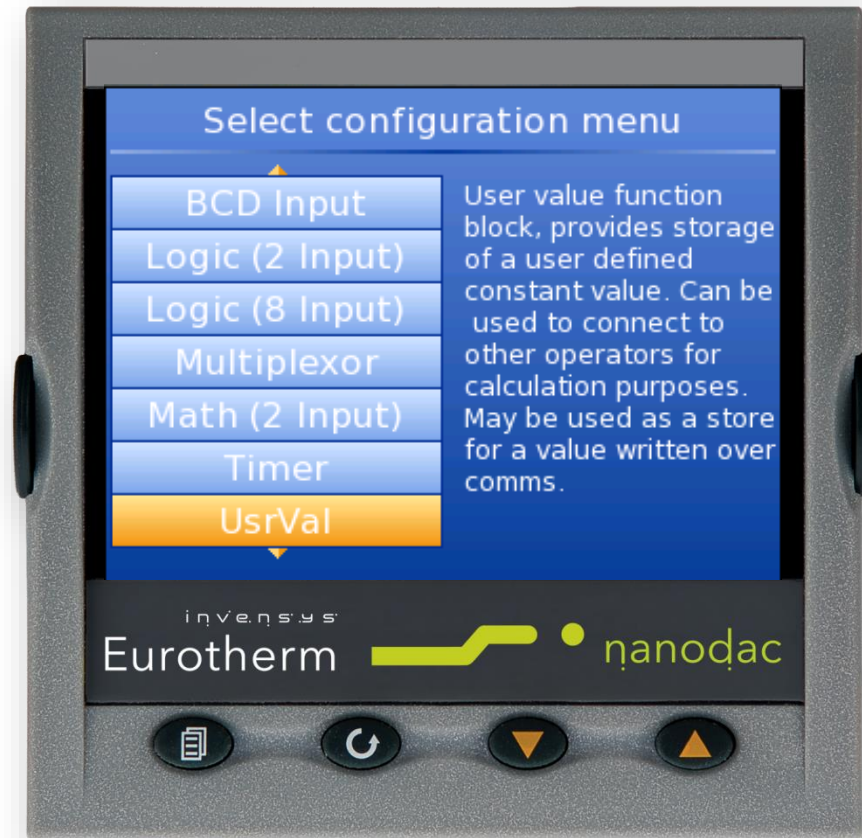 Select configuration menu
BCD Input
Logic (2 Input)
Logic (8 Input)
Multiplexor
Math (2 Input)
Timer
UsrVal
User value function
block, provides storage
of a user defined
constant value. Can be
used to connect to
other operators for
calculation purposes.
May be used as a store
for a value written over
comms.
invensys
Eurotherm
nanodac